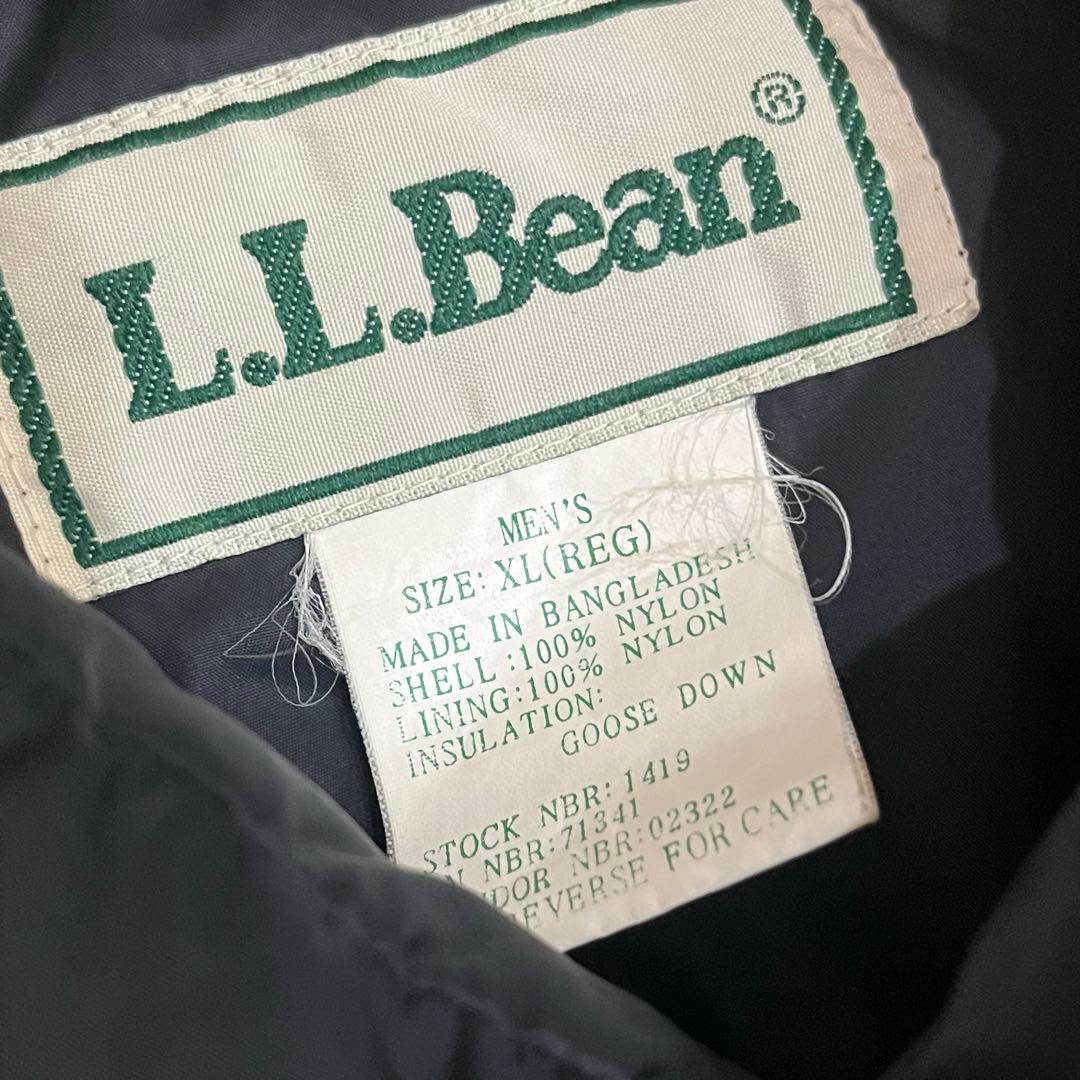 L.L.Bean®
MEN'S
SIZE: XL(REG)
MADE IN BANGLADESH
SHELL:100% NYLON
LINING:100% NYLON
INSULATION:
GOOSE DOWN
STOCK NBR: 1419
NBR:71341
NBR:02322
FOR CARE